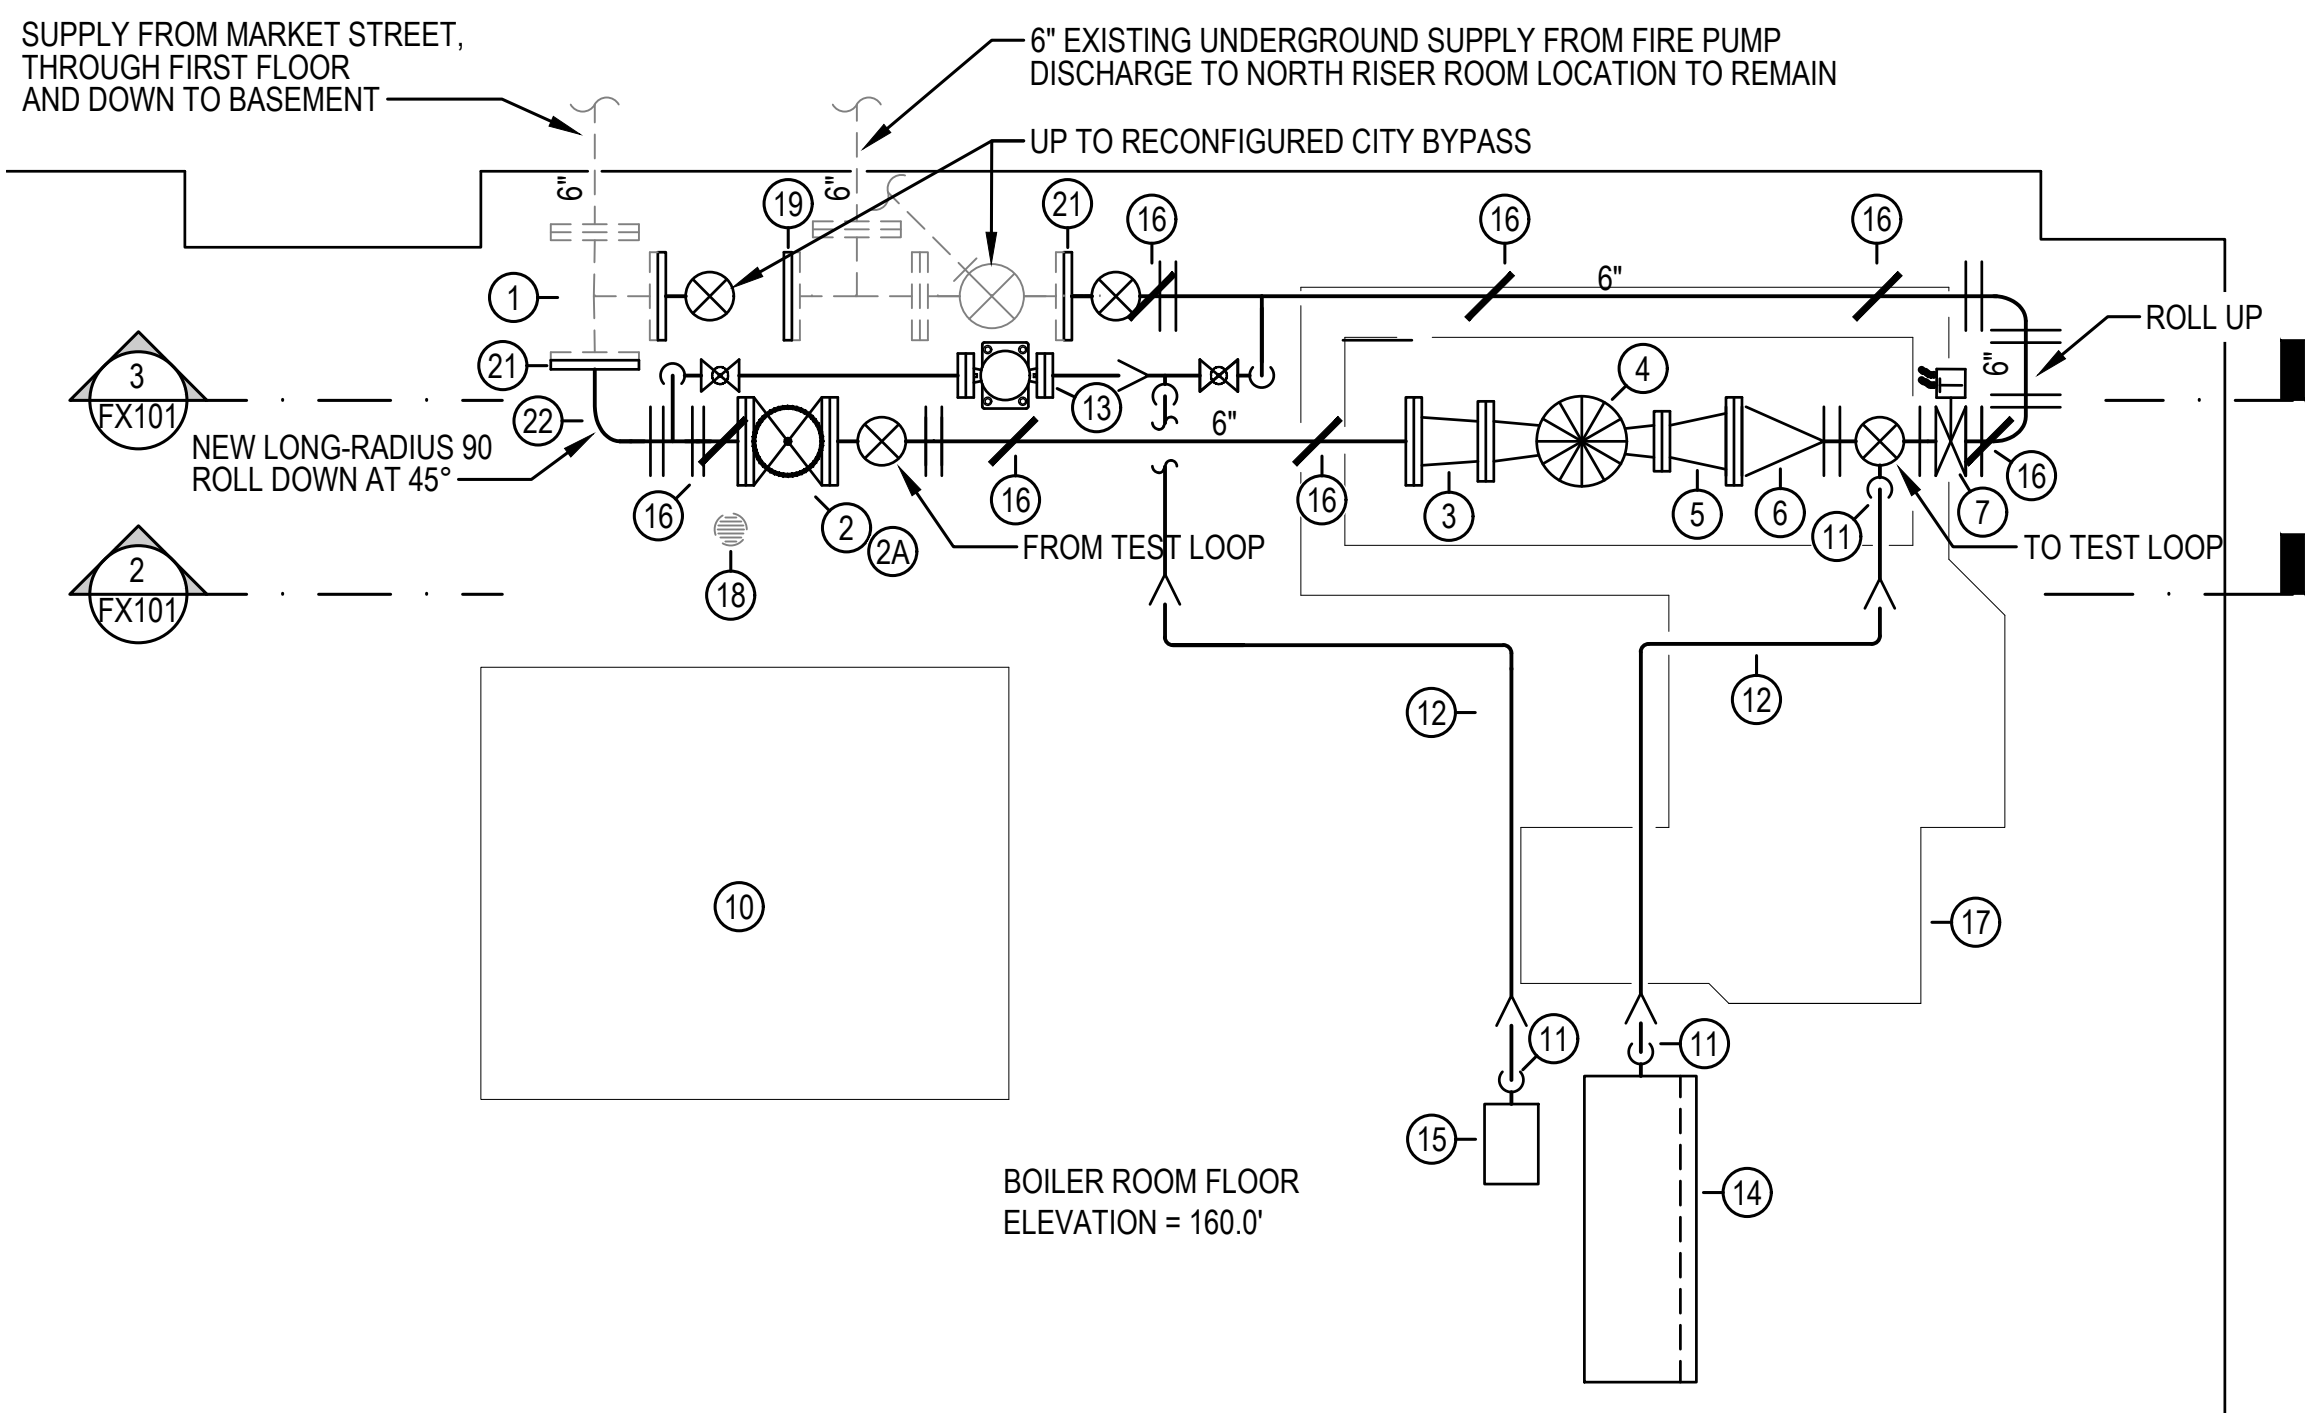 SUPPLY FROM MARKET STREET,
THROUGH FIRST FLOOR
AND DOWN TO BASEMENT
6" EXISTING UNDERGROUND SUPPLY FROM FIRE PUMP
DISCHARGE TO NORTH RISER ROOM LOCATION TO REMAIN
UP TO RECONFIGURED CITY BYPASS
6"
6"
19
21
16
16
16
1
6"
ROLL UP
21
3
FX101
4
6"
13
22
6"
NEW LONG-RADIUS 90
ROLL DOWN AT 45°
16
2
2A
16
16
3
5
6
11
7
16
FROM TEST LOOP
TO TEST LOOP
2
FX101
18
12
12
10
17
11
11
15
14
BOILER ROOM FLOOR
ELEVATION = 160.0'